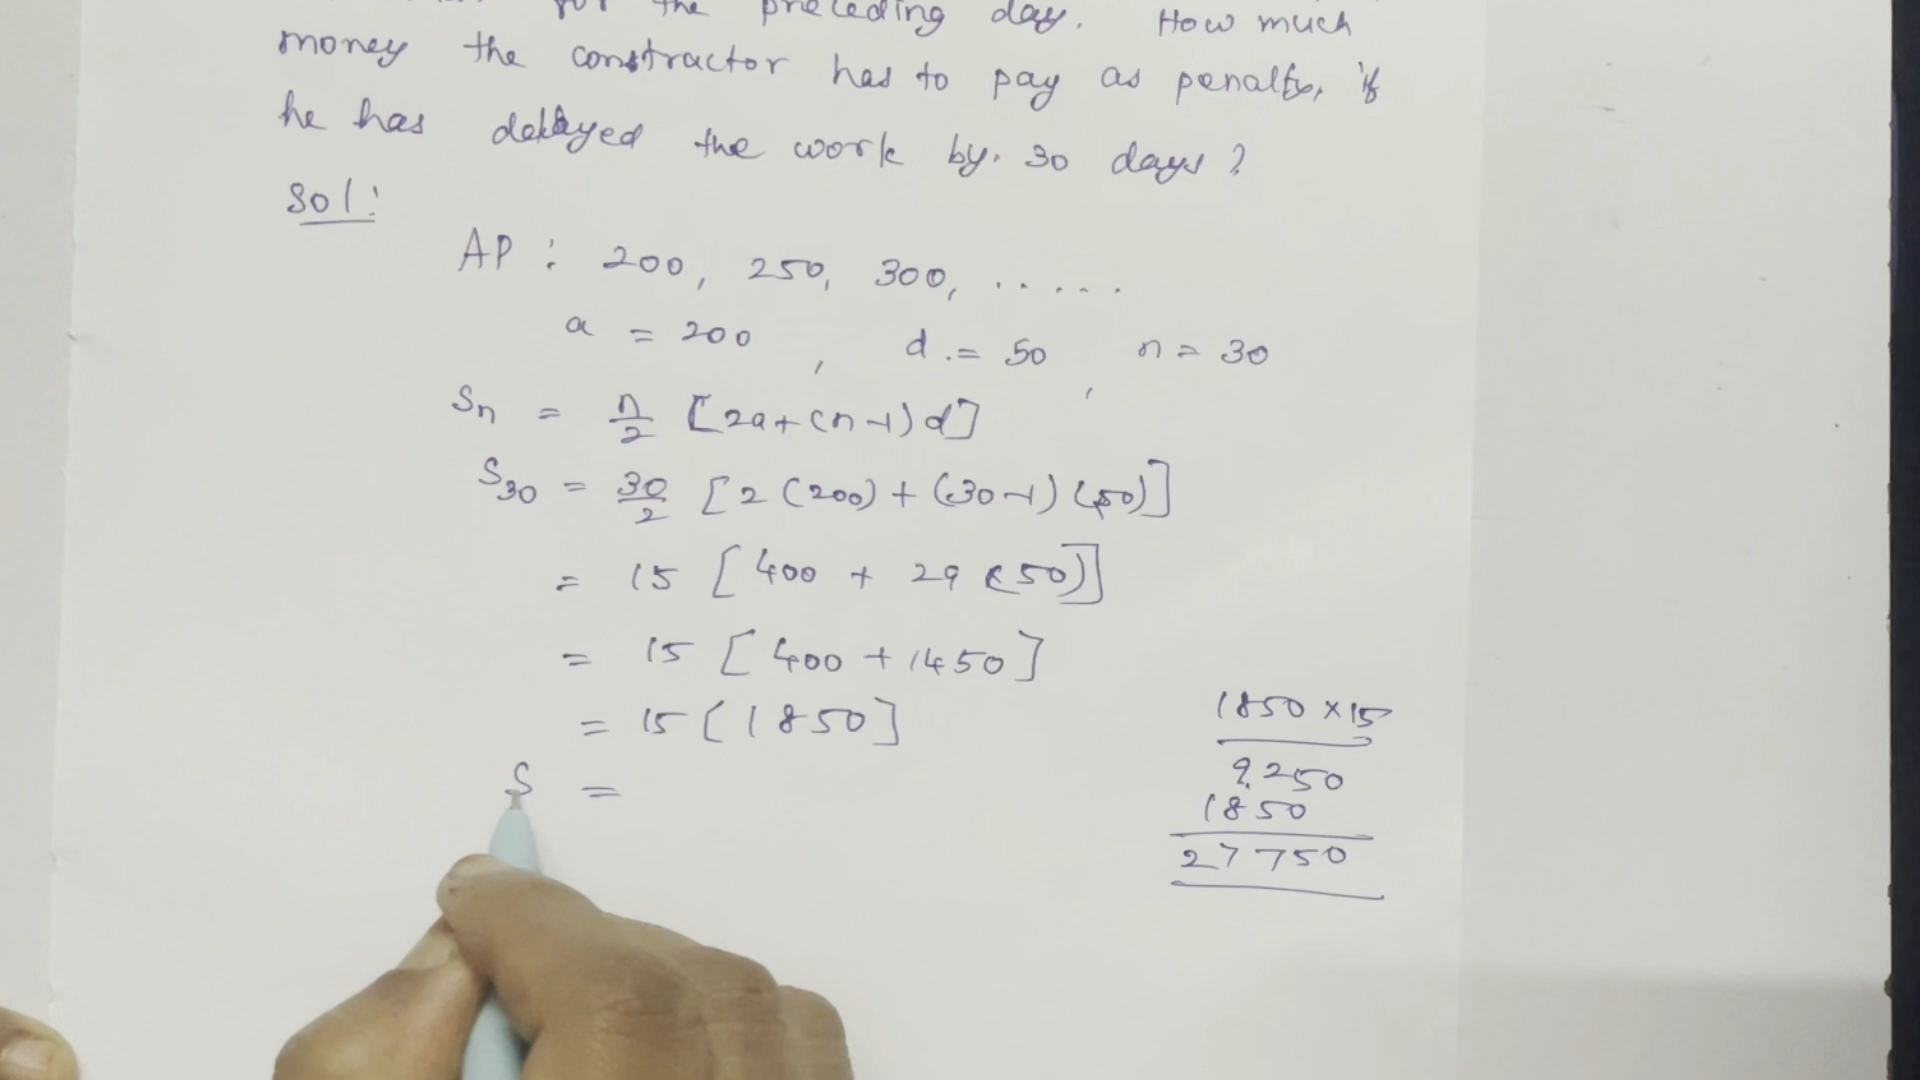 for the preceding day. How much
money the constractor has to pay as penalty, if
he has delayed the work by. 30 days?
Sol:
AP : 200, 250, 300, .....
a = 200, d. = 50, n = 30
Sn = n/2 [2a+(n-1)d]
S30 = 30/2 [2(200) + (30-1)(50)]
= 15 [400 + 29(50)]
= 15 [400 + 1450]
= 15 [1850]
S =
1850 × 15
9250
1850
27750